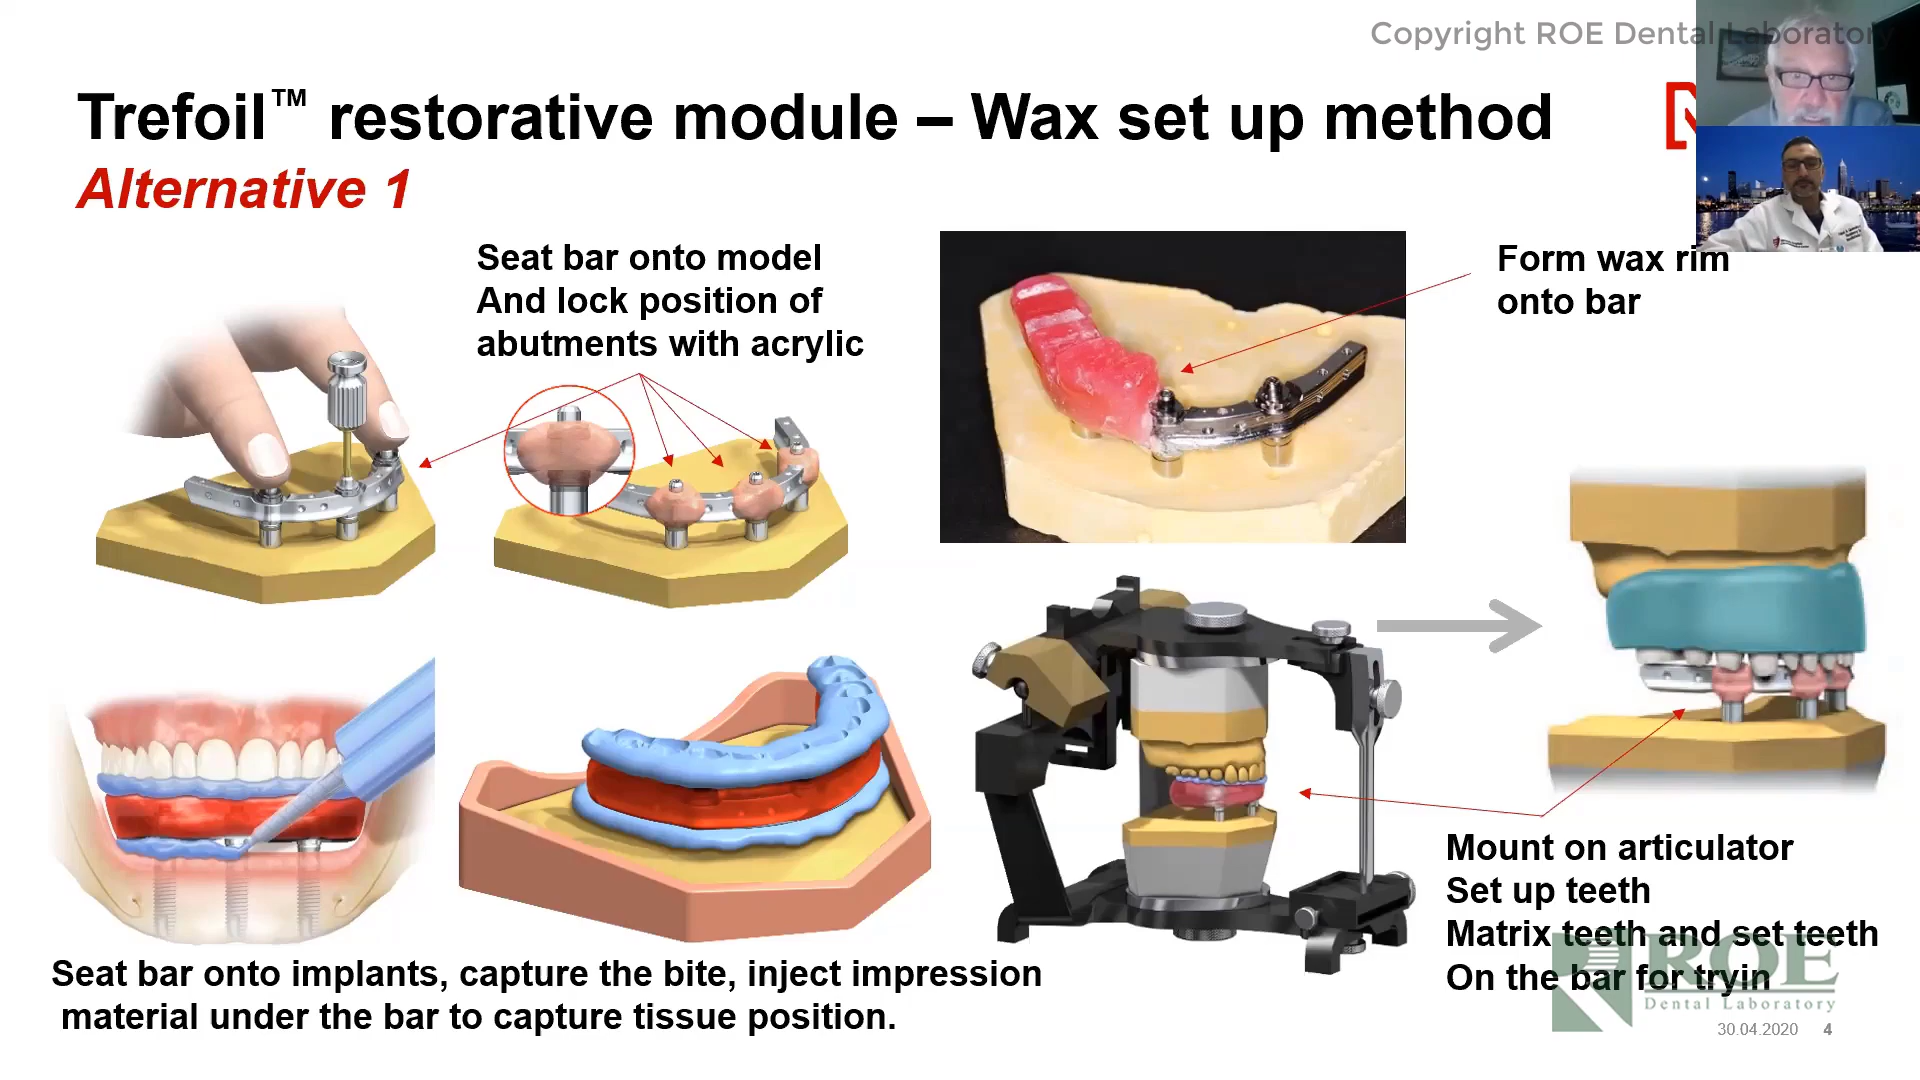 Copyright ROE Dental Laboratory
Trefoil™ restorative module – Wax set up method
Alternative 1
Seat bar onto model
And lock position of
abutments with acrylic
Form wax rim
onto bar
Mount on articulator
Set up teeth
Matrix teeth and set teeth
On the bar for tryin
Seat bar onto implants, capture the bite, inject impression
material under the bar to capture tissue position.
ROE
Dental Laboratory
30.04.2020 4